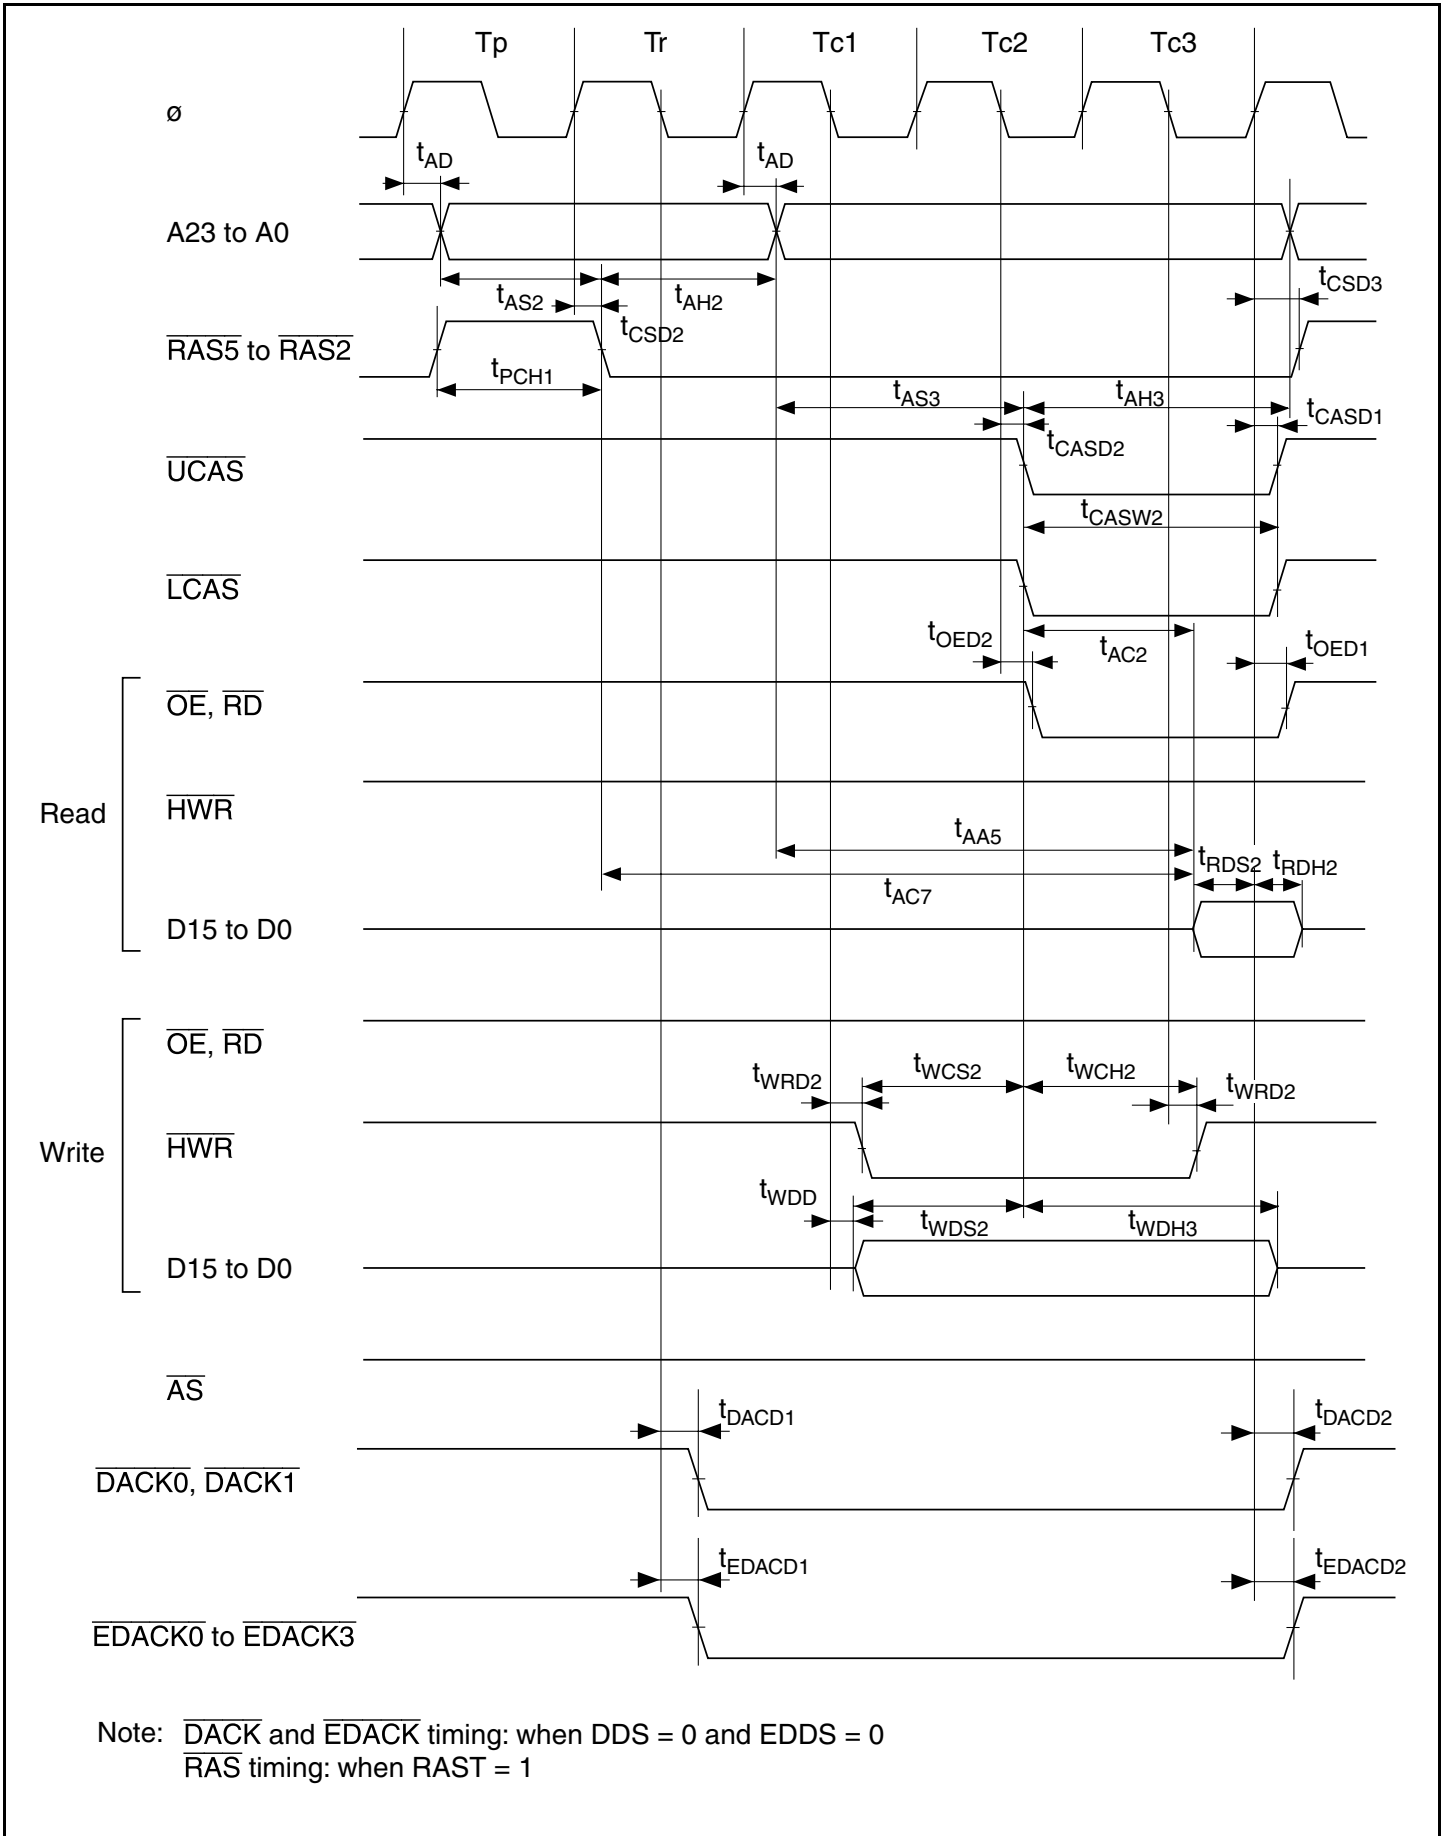 Tp Tr Tc1 Tc2 Tc3
ø
tAD tAD
A23 to A0
tAS2 tAH2 tCSD3
tCSD2
RAS5 to RAS2
tPCH1
tAS3 tAH3 tCASD1
tCASD2
UCAS
tCASW2
LCAS
tOED2 tAC2 tOED1
OE, RD
Read
HWR
tAA5
tRDS2 tRDH2
tAC7
D15 to D0
OE, RD
tWRD2 tWCS2 tWCH2 tWRD2
Write
HWR
tWDD tWDS2 tWDH3
D15 to D0
AS
tDACD1 tDACD2
DACK0, DACK1
tEDACD1 tEDACD2
EDACK0 to EDACK3
Note: DACK and EDACK timing: when DDS = 0 and EDDS = 0
RAS timing: when RAST = 1